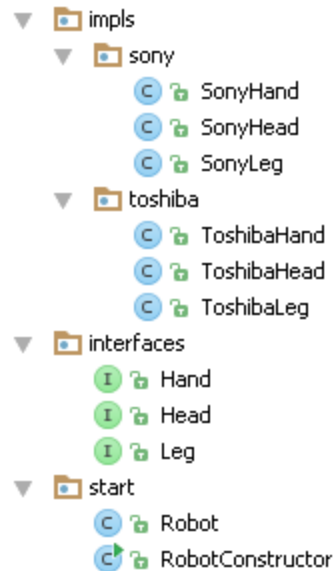 impls
sony
C SonyHand
C SonyHead
C SonyLeg
toshiba
C ToshibaHand
C ToshibaHead
C ToshibaLeg
interfaces
I Hand
I Head
I Leg
start
C Robot
C RobotConstructor